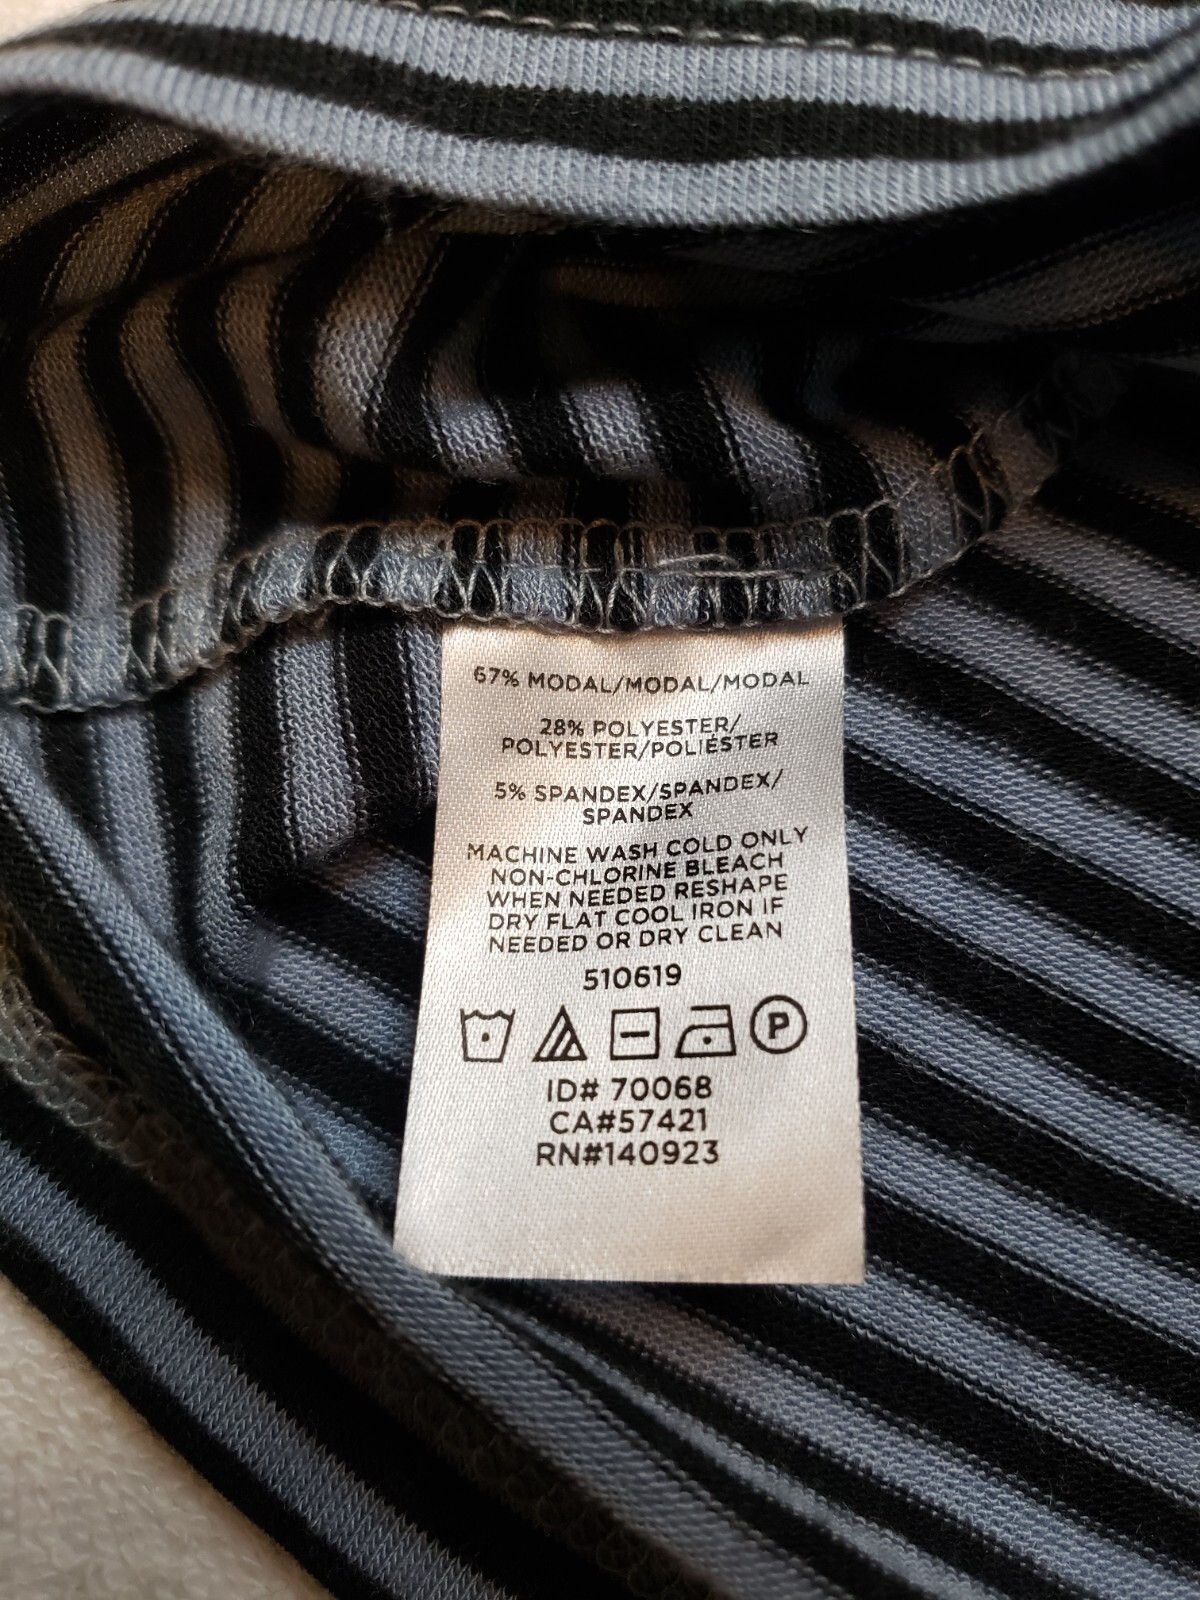 67% MODAL/MODAL/MODAL
28% POLYESTER/
POLYESTER/POLIÉSTER
5% SPANDEX/SPANDEX/
SPANDEX
MACHINE WASH COLD ONLY
NON-CHLORINE BLEACH
WHEN NEEDED RESHAPE
DRY FLAT COOL IRON IF
NEEDED OR DRY CLEAN
510619
P
ID# 70068
CA#57421
RN#140923